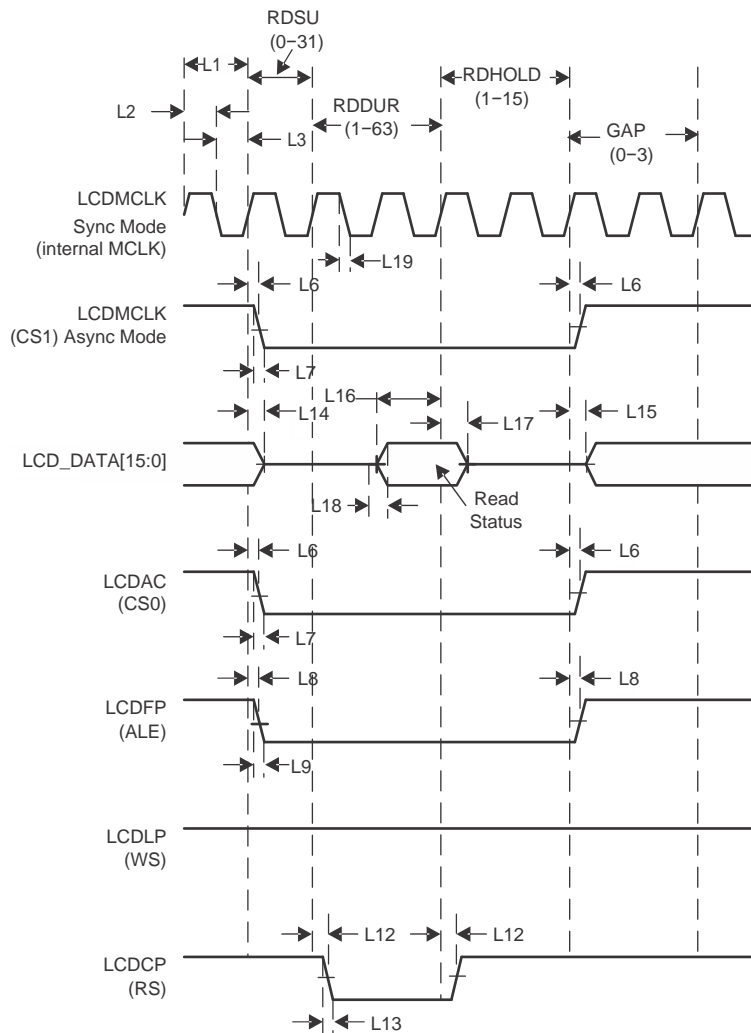 RDSU
(0−31)
L1
RDHOLD
(1−15)
L2
RDDUR
(1−63)
GAP
(0−3)
L3
LCDMCLK
Sync Mode
(internal MCLK)
L19
L6
L6
LCDMCLK
(CS1) Async Mode
L7
L16
L14
L17
L15
LCD_DATA[15:0]
L18
Read
Status
L6
L6
LCDAC
(CS0)
L7
L8
L8
LCDFP
(ALE)
L9
LCDLP
(WS)
L12
L12
LCDCP
(RS)
L13